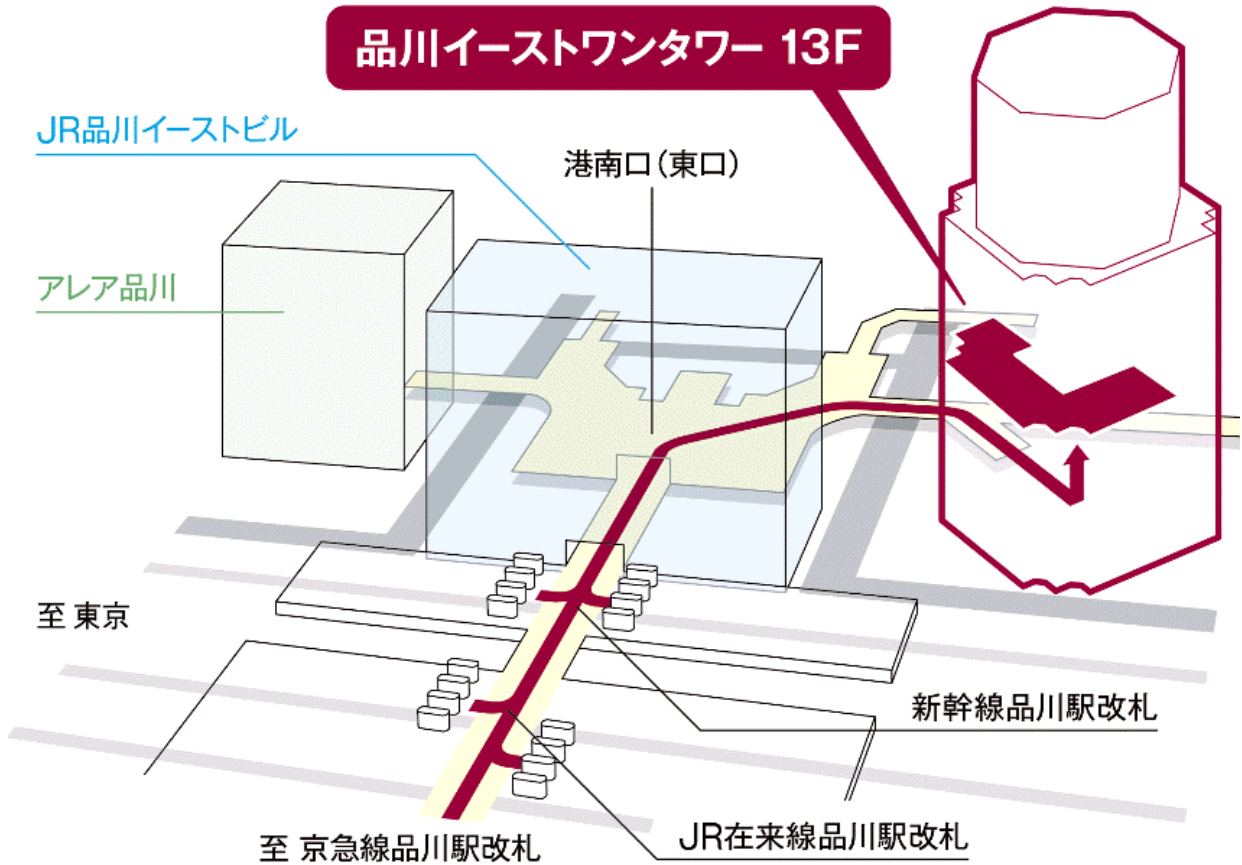 品川イーストワンタワー 13F
JR品川イーストビル
港南口（東口）
アレア品川
至 東京
新幹線品川駅改札
JR在来線品川駅改札
至 京急線品川駅改札